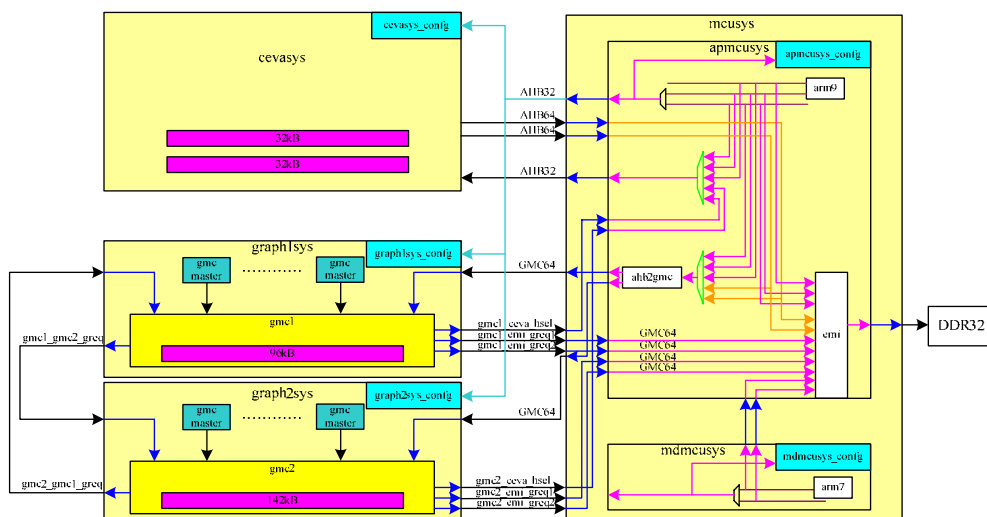 cevasys_config
cevasys
32kB
32kB
AHB32
AHB64
AHB64
AHB32
mcusys
apmcusys
apmcusys_confg
arm9
graph1sys
graph1sys_config
gmc
master
............
gmc
master
gmc1
96kB
gmc1_gmc2_greq
GMC64
gmc1_ceva_hsel
gmc1_emi_greq1
gmc1_emi_greq2
ahb2gmc
GMC64
GMC64
GMC64
GMC64
emi
DDR32
graph2sys
graph2sys_config
gmc
master
............
gmc
master
GMC64
gmc2
142kB
gmc2_gmc1_greq
gmc2_ceva_hsel
gmc2_emi_greq1
gmc2_emi_greq2
mdmcusys
mdmcusys_confg
arm7